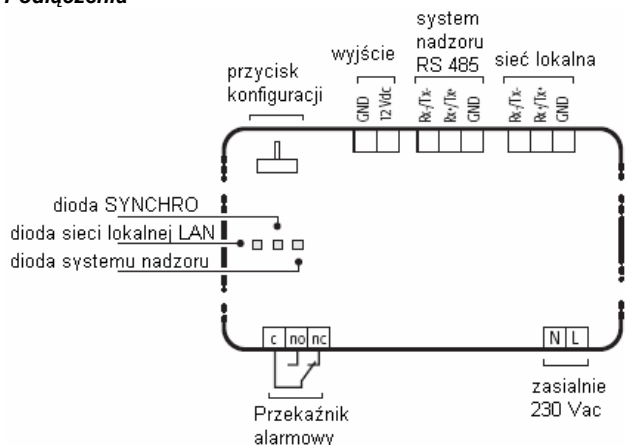 Podłączenia
system
nadzoru
RS 485
wyjście
sieć lokalna
przycisk
konfiguracji
GND
12 Vdc
Rx-/Tx-
Rx+/Tx+
GND
Rx-/Tx-
Rx+/Tx+
GND
dioda SYNCHRO
dioda sieci lokalnej LAN
dioda systemu nadzoru
c no nc
N L
Przekaźnik
alarmowy
zasialnie
230 Vac